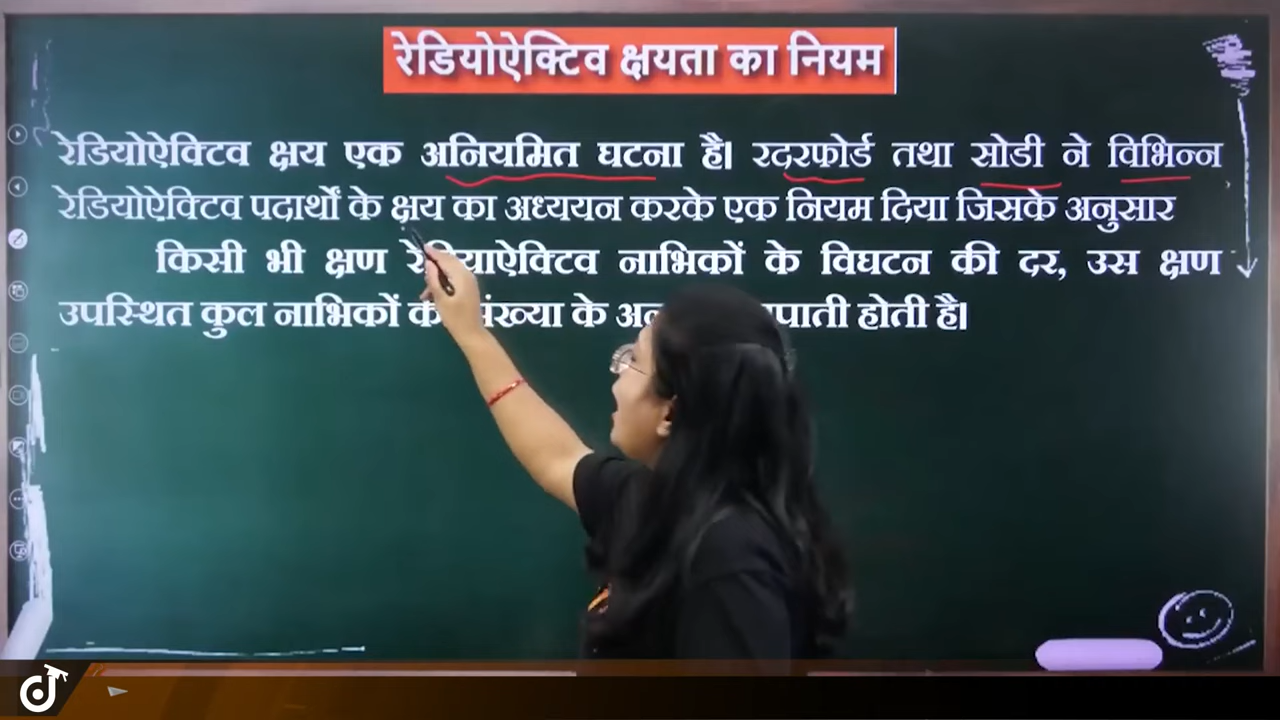 रेडियोऐक्टिव क्षयता का नियम
रेडियोऐक्टिव क्षय एक अनियमित घटना है। रदरफोर्ड तथा सोडी ने विभिन्न
रेडियोऐक्टिव पदार्थों के क्षय का अध्ययन करके एक नियम दिया जिसके अनुसार
किसी भी क्षण नाभिकों के विघटन की दर, उस क्षण
उपस्थित कुल नाभिकों के होती है।